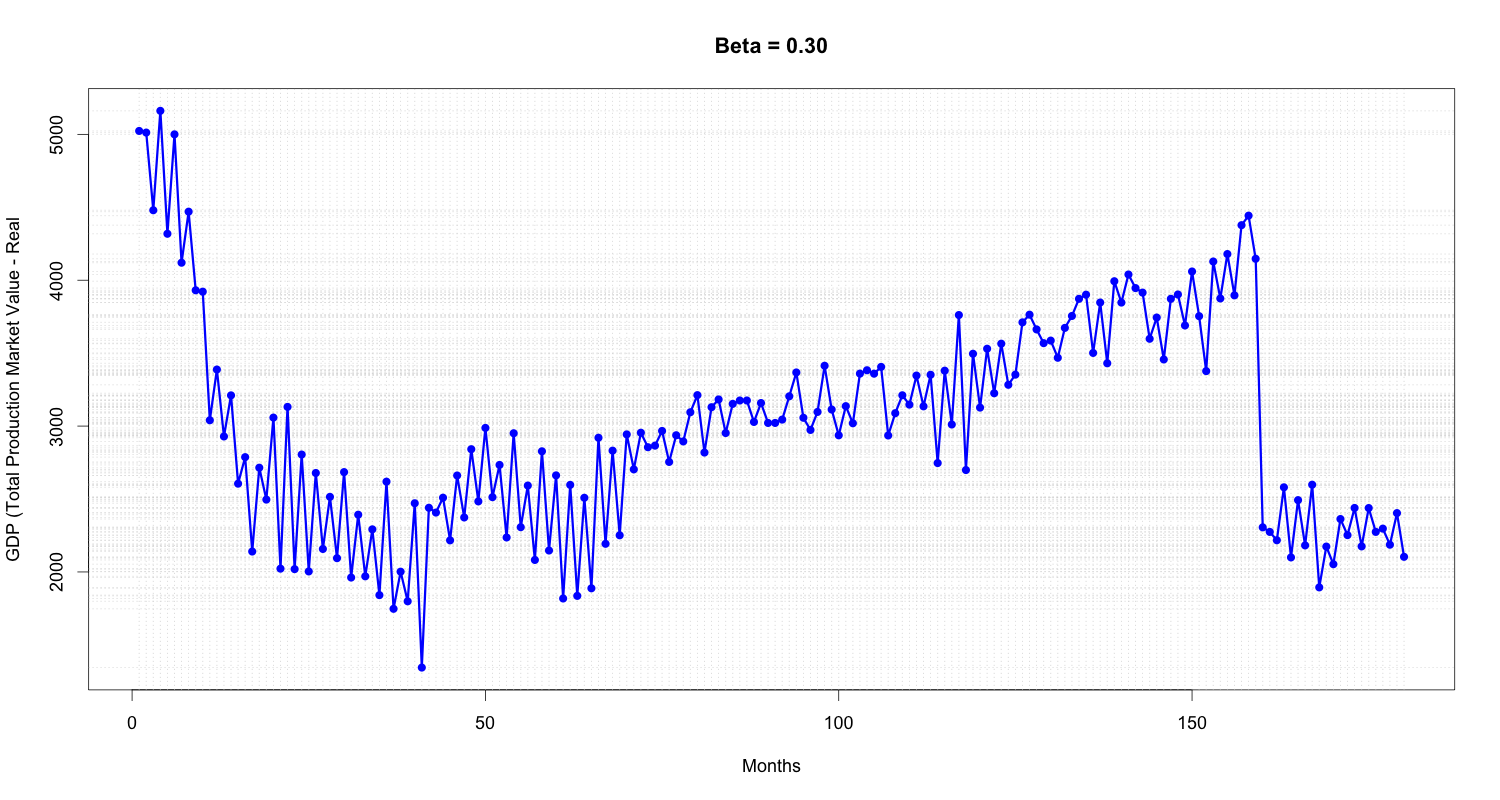 Beta = 0.30
GDP (Total Production Market Value - Real
5000
4000
3000
2000
0 50 100 150
Months